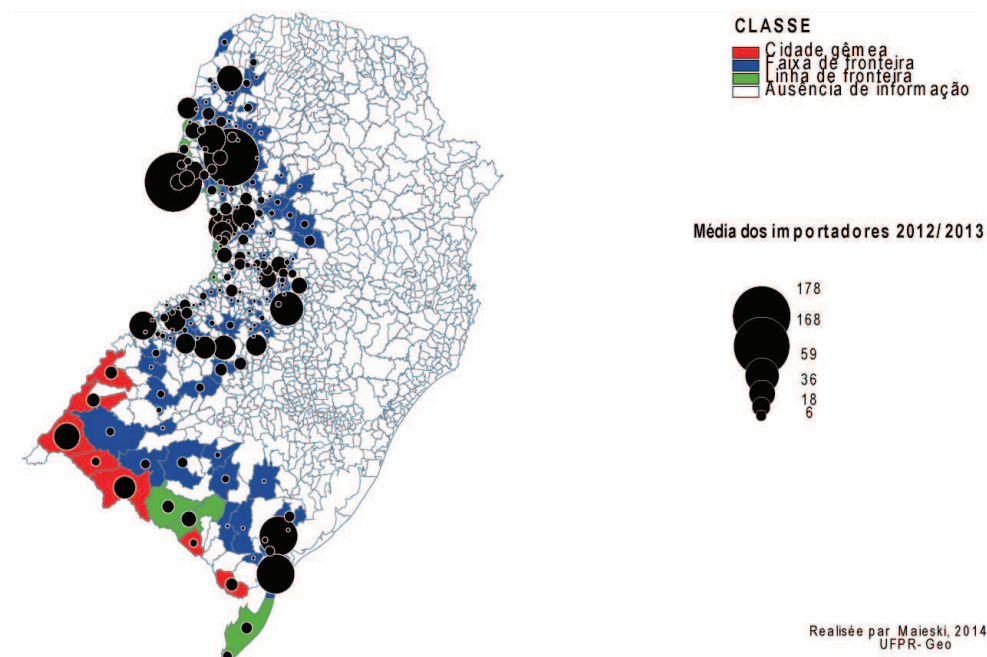 CLASSE
Cidade gêmea
Faixa de fronteira
Linha de fronteira
Ausência de informação
Média dos importadores 2012/2013
178
168
59
36
18
6
Realisée par Maieski, 2014
UFPR-Geo